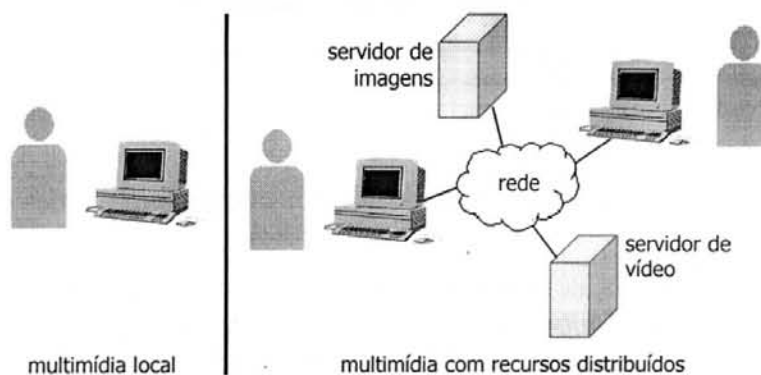 servidor de
imagens
rede
servidor de
vídeo
multimídia local
multimídia com recursos distribuídos